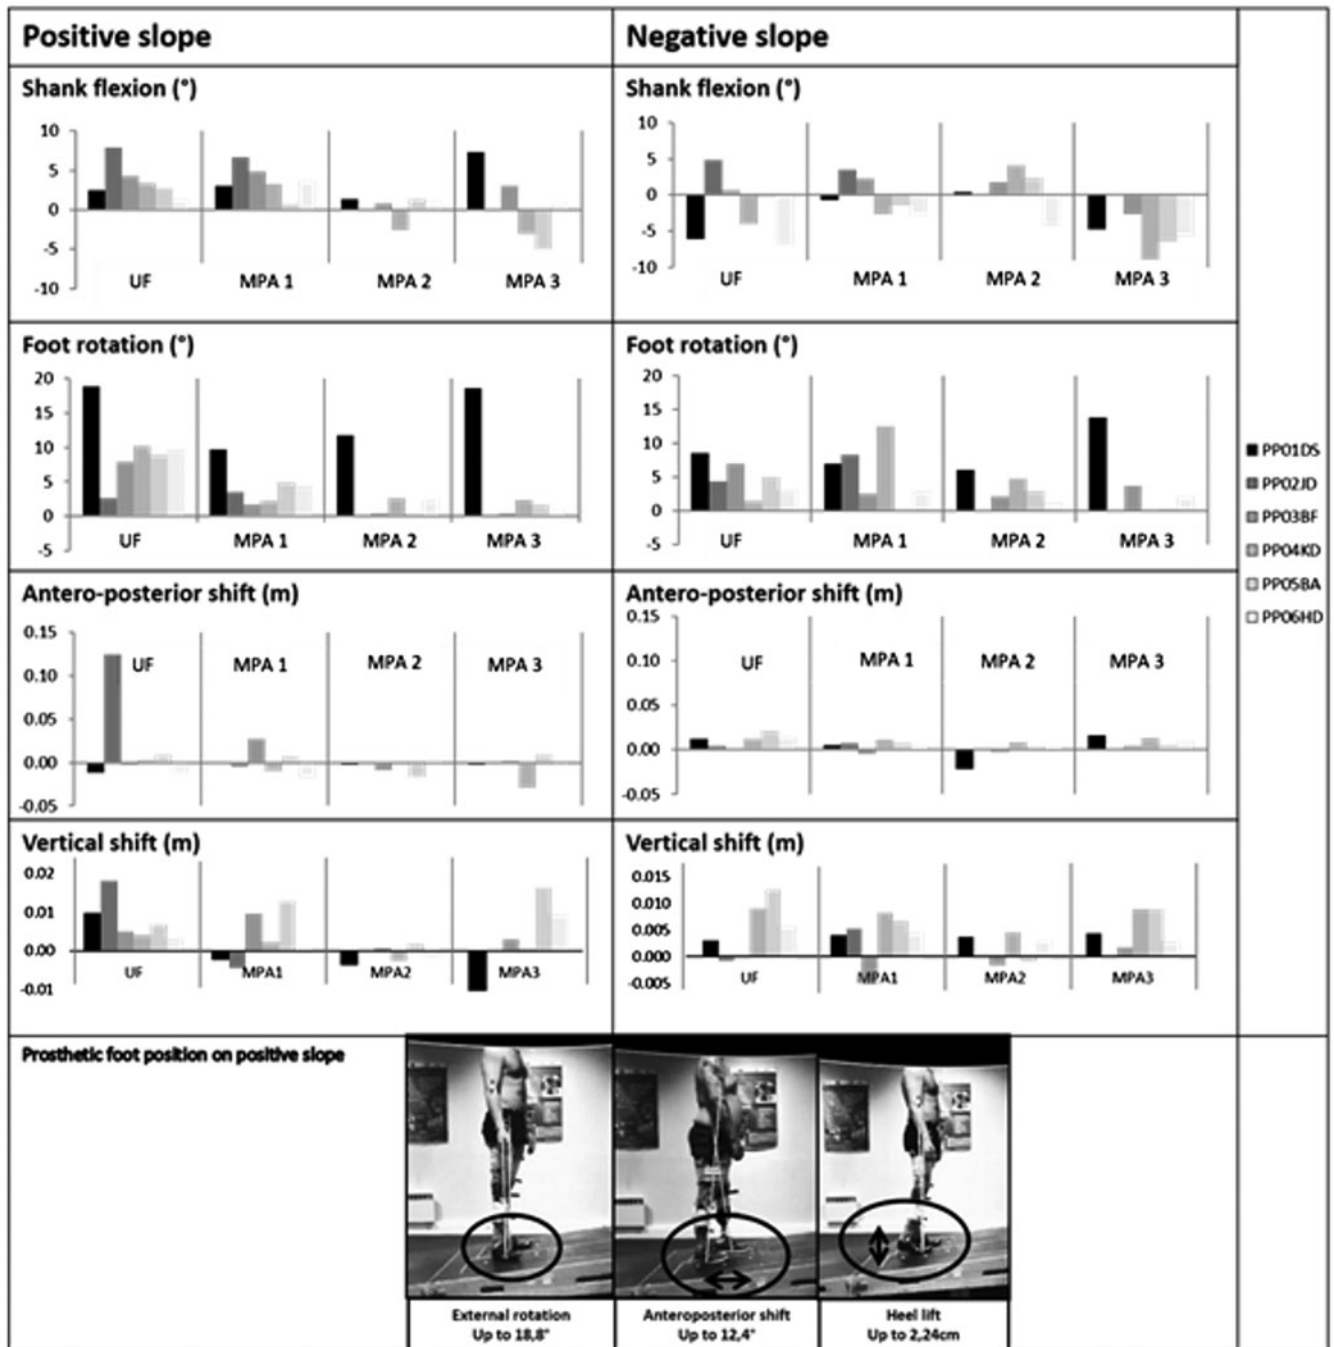 Positive slope
Negative slope
Shank flexion (°)
10
5
0
-5
-10
UF
MPA 1
MPA 2
MPA 3
Shank flexion (°)
10
5
0
-5
-10
UF
MPA 1
MPA 2
MPA 3
Foot rotation (°)
20
15
10
5
0
-5
UF
MPA 1
MPA 2
MPA 3
Foot rotation (°)
20
15
10
5
0
-5
UF
MPA 1
MPA 2
MPA 3
PP01DS
PP02JD
PP03BF
PP04KD
PP05BA
PP06HD
Antero-posterior shift (m)
0.15
0.10
0.05
0.00
-0.05
UF
MPA 1
MPA 2
MPA 3
Antero-posterior shift (m)
0.15
0.10
0.05
0.00
-0.05
UF
MPA 1
MPA 2
MPA 3
Vertical shift (m)
0.02
0.01
0.00
-0.01
UF
MPA1
MPA2
MPA3
Vertical shift (m)
0.015
0.010
0.005
0.000
-0.005
UF
MPA1
MPA2
MPA3
Prosthetic foot position on positive slope
External rotation
Up to 18,8°
Anteroposterior shift
Up to 12,4°
Heel lift
Up to 2,24cm